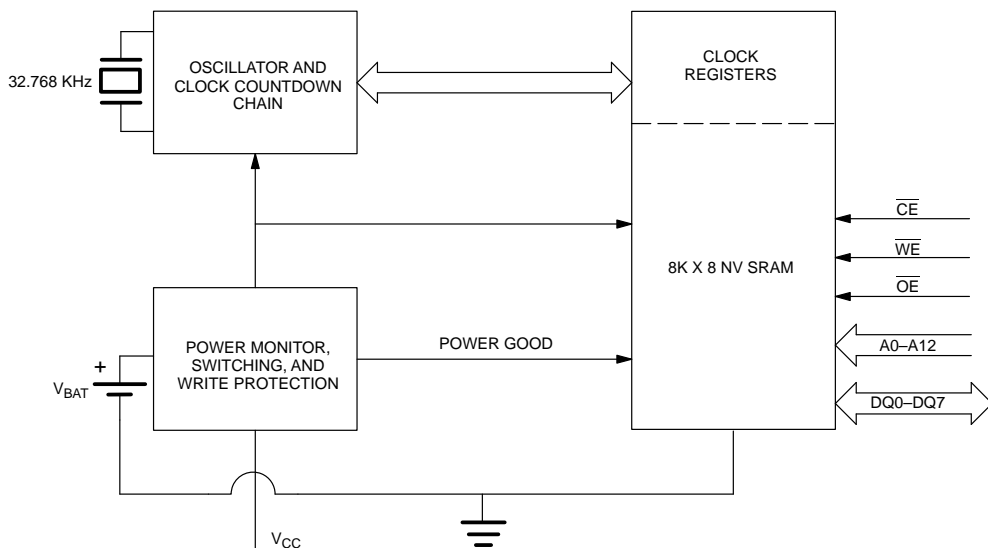 32.768 KHz
OSCILLATOR AND
CLOCK COUNTDOWN
CHAIN
CLOCK
REGISTERS
8K X 8 NV SRAM
CE
WE
OE
A0–A12
DQ0–DQ7
POWER MONITOR,
SWITCHING, AND
WRITE PROTECTION
POWER GOOD
+
VBAT
VCC